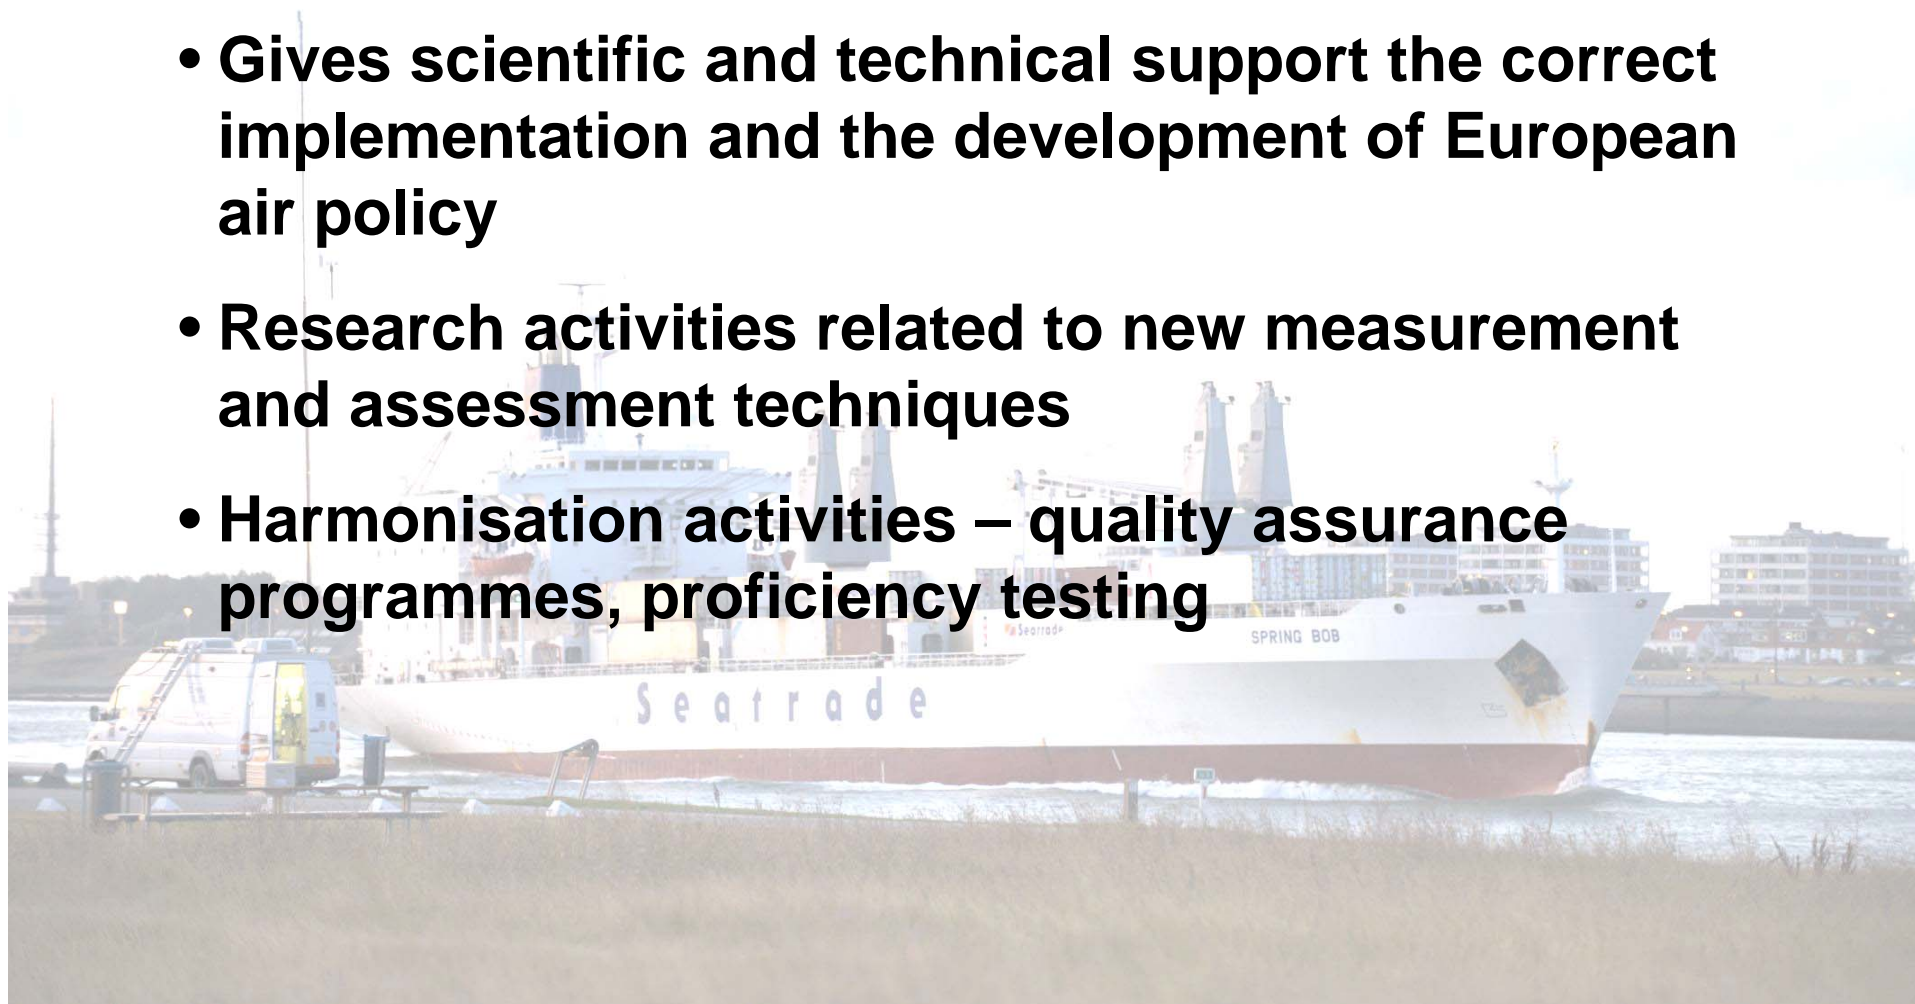 • Gives scientific and technical support the correct
implementation and the development of European
air policy
• Research activities related to new measurement
and assessment techniques
• Harmonisation activities – quality assurance
programmes, proficiency testing
Seatrade
SPRING BOB
Seatrade